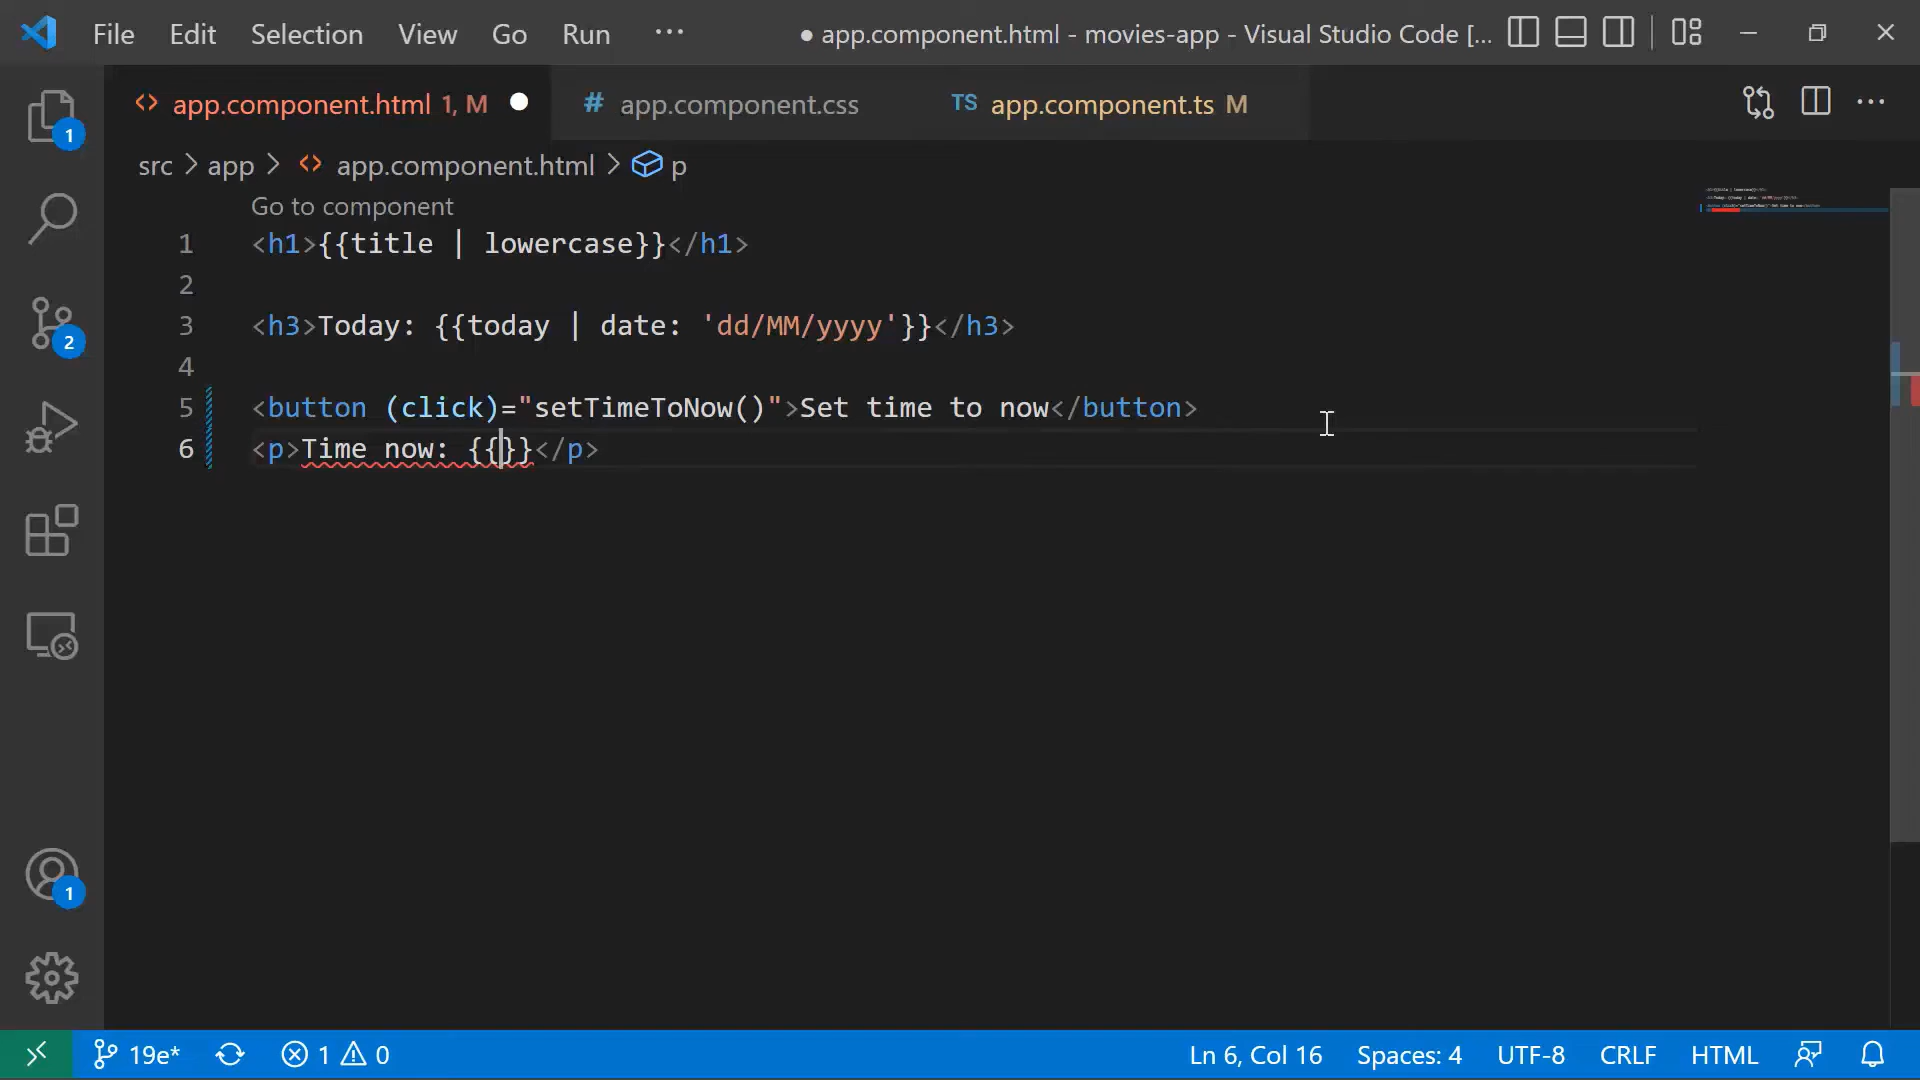 File Edit Selection View Go Run ··· ● app.component.html - movies-app - Visual Studio Code [...
<> app.component.html 1, M ● # app.component.css TS app.component.ts M ···
src > app > <> app.component.html > p
Go to component
1 <h1>{{title | lowercase}}</h1>
2
3 <h3>Today: {{today | date: 'dd/MM/yyyy'}}</h3>
4
5 <button (click)="setTimeToNow()">Set time to now</button>
6 <p>Time now: {{}}</p>
1
2
1
19e* 1 0 Ln 6, Col 16 Spaces: 4 UTF-8 CRLF HTML